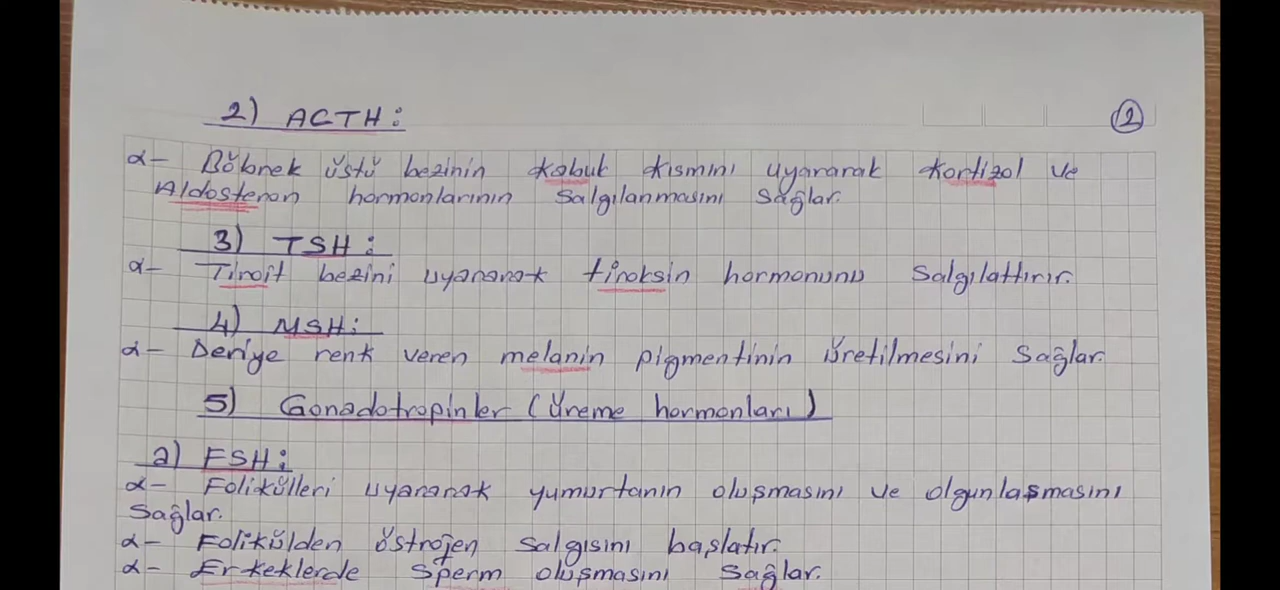 2) ACTH:
2
α- Böbrek üstü bezinin kabuk kısmını uyararak kortizol ve
Aldosteron hormonlarının salgılanmasını sağlar.
3) TSH:
α- Tiroit bezini uyararak tiroksin hormonunu salgılattırır.
4) MSH:
α- Deriye renk veren melanin pigmentinin üretilmesini sağlar.
5) Gonadotropinler (üreme hormonları)
a) FSH:
α- Folikülleri uyararak yumurtanın oluşmasını ve olgunlaşmasını
sağlar.
α- Folikülden östrojen salgısını başlatır.
α- Erkeklerde sperm oluşmasını sağlar.